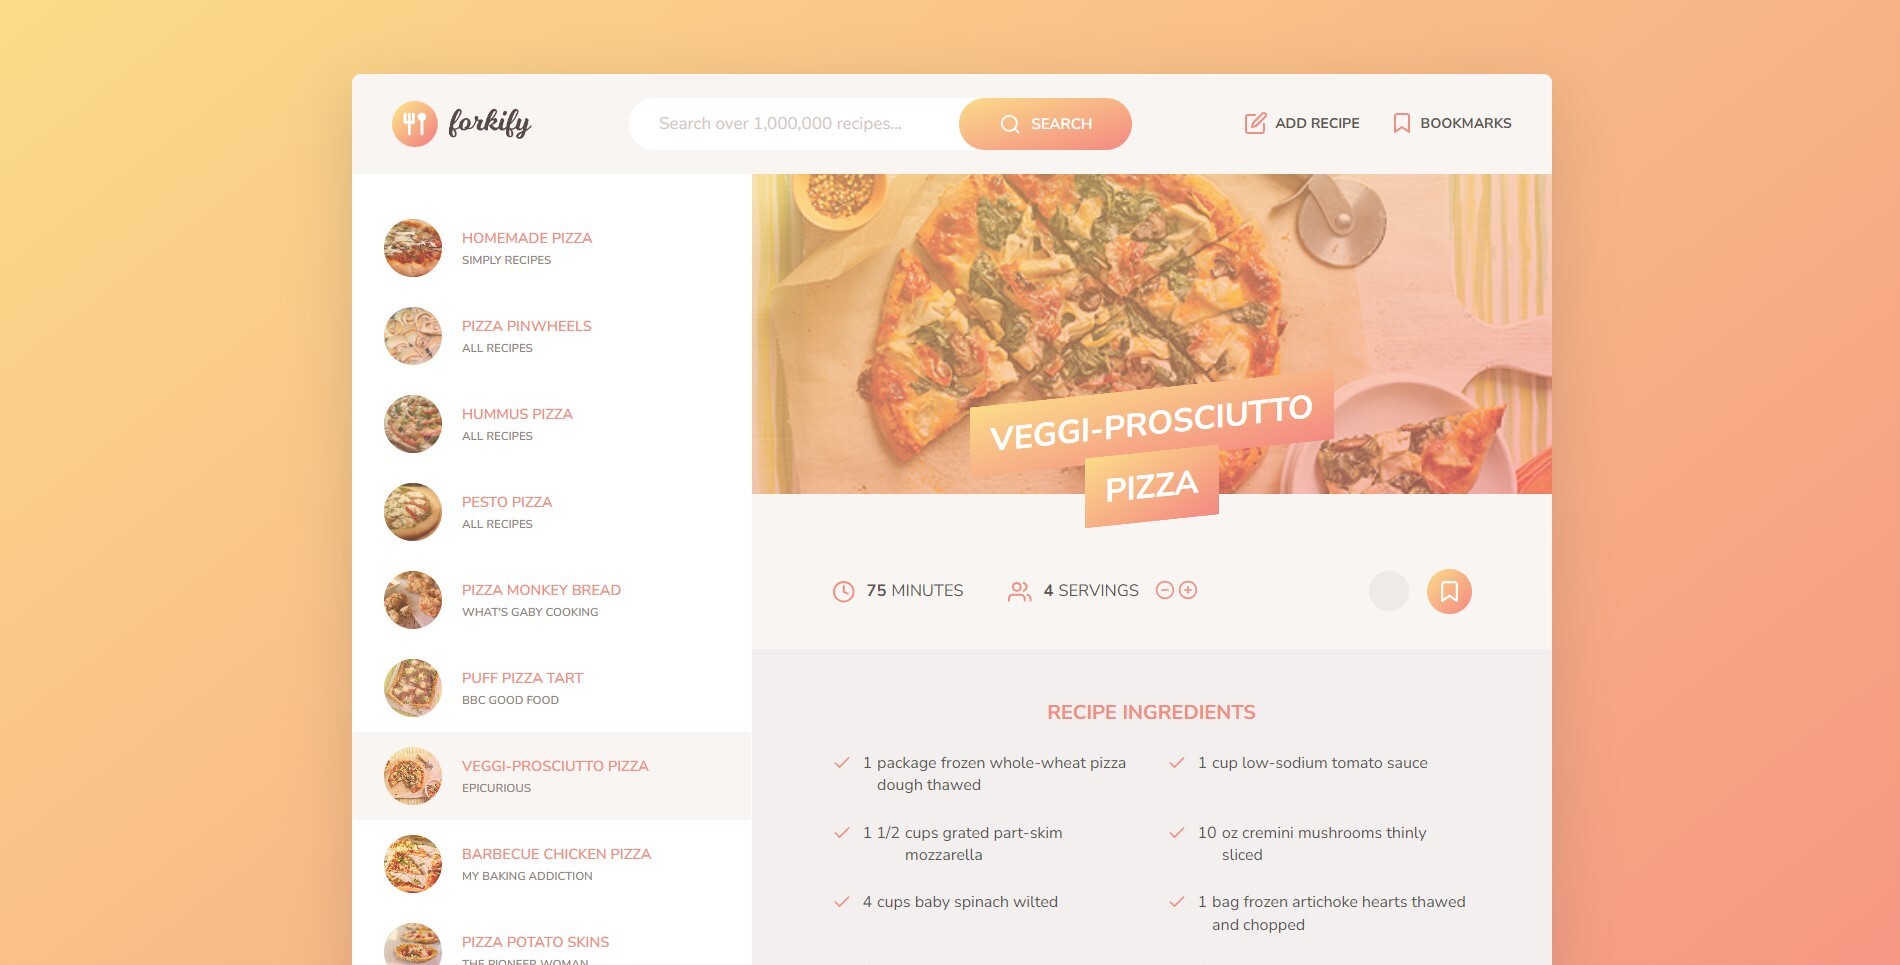 forkify
Search over 1,000,000 recipes...
SEARCH
ADD RECIPE
BOOKMARKS
HOMEMADE PIZZA
SIMPLY RECIPES
PIZZA PINWHEELS
ALL RECIPES
HUMMUS PIZZA
ALL RECIPES
PESTO PIZZA
ALL RECIPES
PIZZA MONKEY BREAD
WHAT'S GABY COOKING
PUFF PIZZA TART
BBC GOOD FOOD
VEGGI-PROSCIUTTO PIZZA
EPICURIOUS
BARBECUE CHICKEN PIZZA
MY BAKING ADDICTION
PIZZA POTATO SKINS
THE PIONEER WOMAN
VEGGI-PROSCIUTTO
PIZZA
75 MINUTES
4 SERVINGS
RECIPE INGREDIENTS
1 package frozen whole-wheat pizza
dough thawed
1 cup low-sodium tomato sauce
1 1/2 cups grated part-skim
mozzarella
10 oz cremini mushrooms thinly
sliced
4 cups baby spinach wilted
1 bag frozen artichoke hearts thawed
and chopped